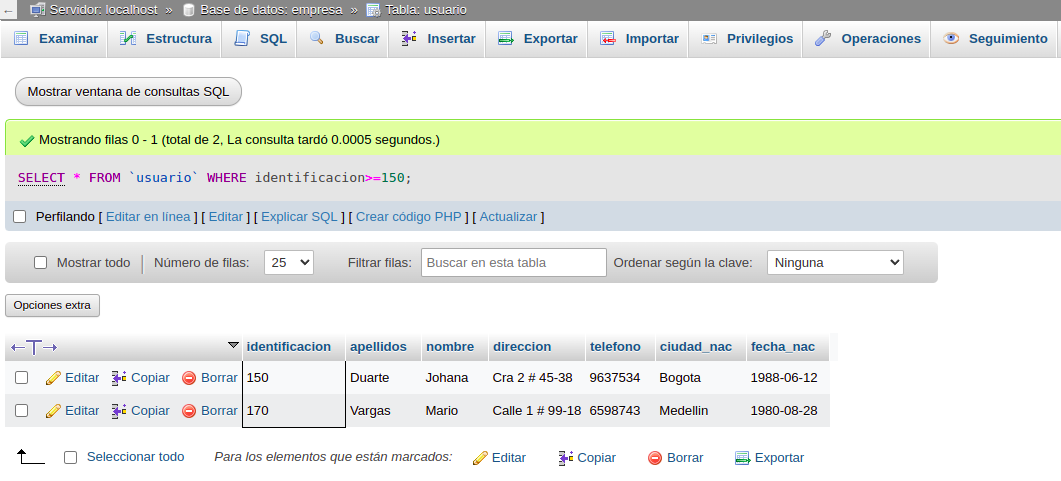 ← Servidor: localhost » Base de datos: empresa » Tabla: usuario
Examinar Estructura SQL Buscar Insertar Exportar Importar Privilegios Operaciones Seguimiento
Mostrar ventana de consultas SQL
Mostrando filas 0 - 1 (total de 2, La consulta tardó 0.0005 segundos.)
SELECT * FROM `usuario` WHERE identificacion>=150;
Perfilando [ Editar en línea ] [ Editar ] [ Explicar SQL ] [ Crear código PHP ] [ Actualizar ]
Mostrar todo | Número de filas: 25 Filtrar filas: Buscar en esta tabla Ordenar según la clave: Ninguna
Opciones extra
←T→ identificacion apellidos nombre direccion telefono ciudad_nac fecha_nac
Editar Copiar Borrar 150 Duarte Johana Cra 2 # 45-38 9637534 Bogota 1988-06-12
Editar Copiar Borrar 170 Vargas Mario Calle 1 # 99-18 6598743 Medellin 1980-08-28
Seleccionar todo Para los elementos que están marcados: Editar Copiar Borrar Exportar